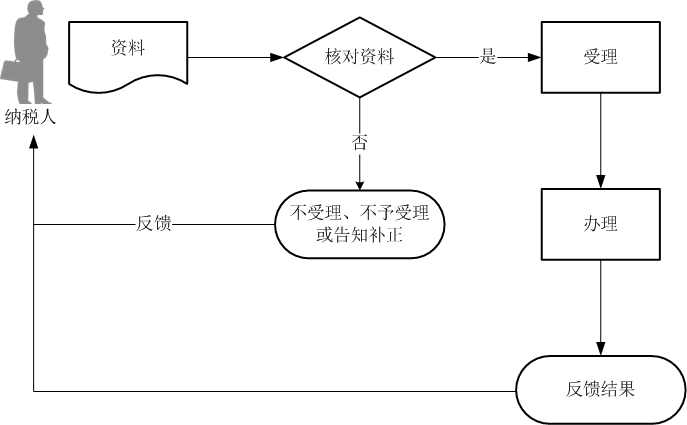 资料
核对资料
是
受理
纳税人
否
不受理、不予受理
或告知补正
反馈
办理
反馈结果